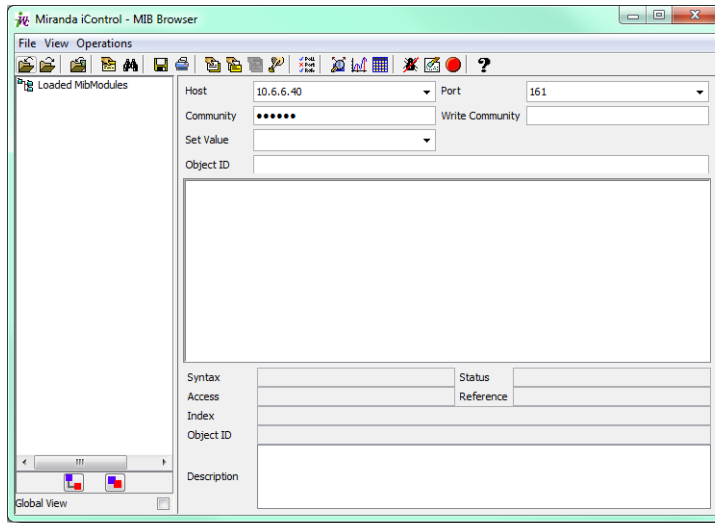 Miranda iControl - MIB Browser
File View Operations
Loaded MibModules
Host 10.6.6.40 Port 161
Community •••••• Write Community
Set Value
Object ID
Syntax Status
Access Reference
Index
Object ID
Description
Global View